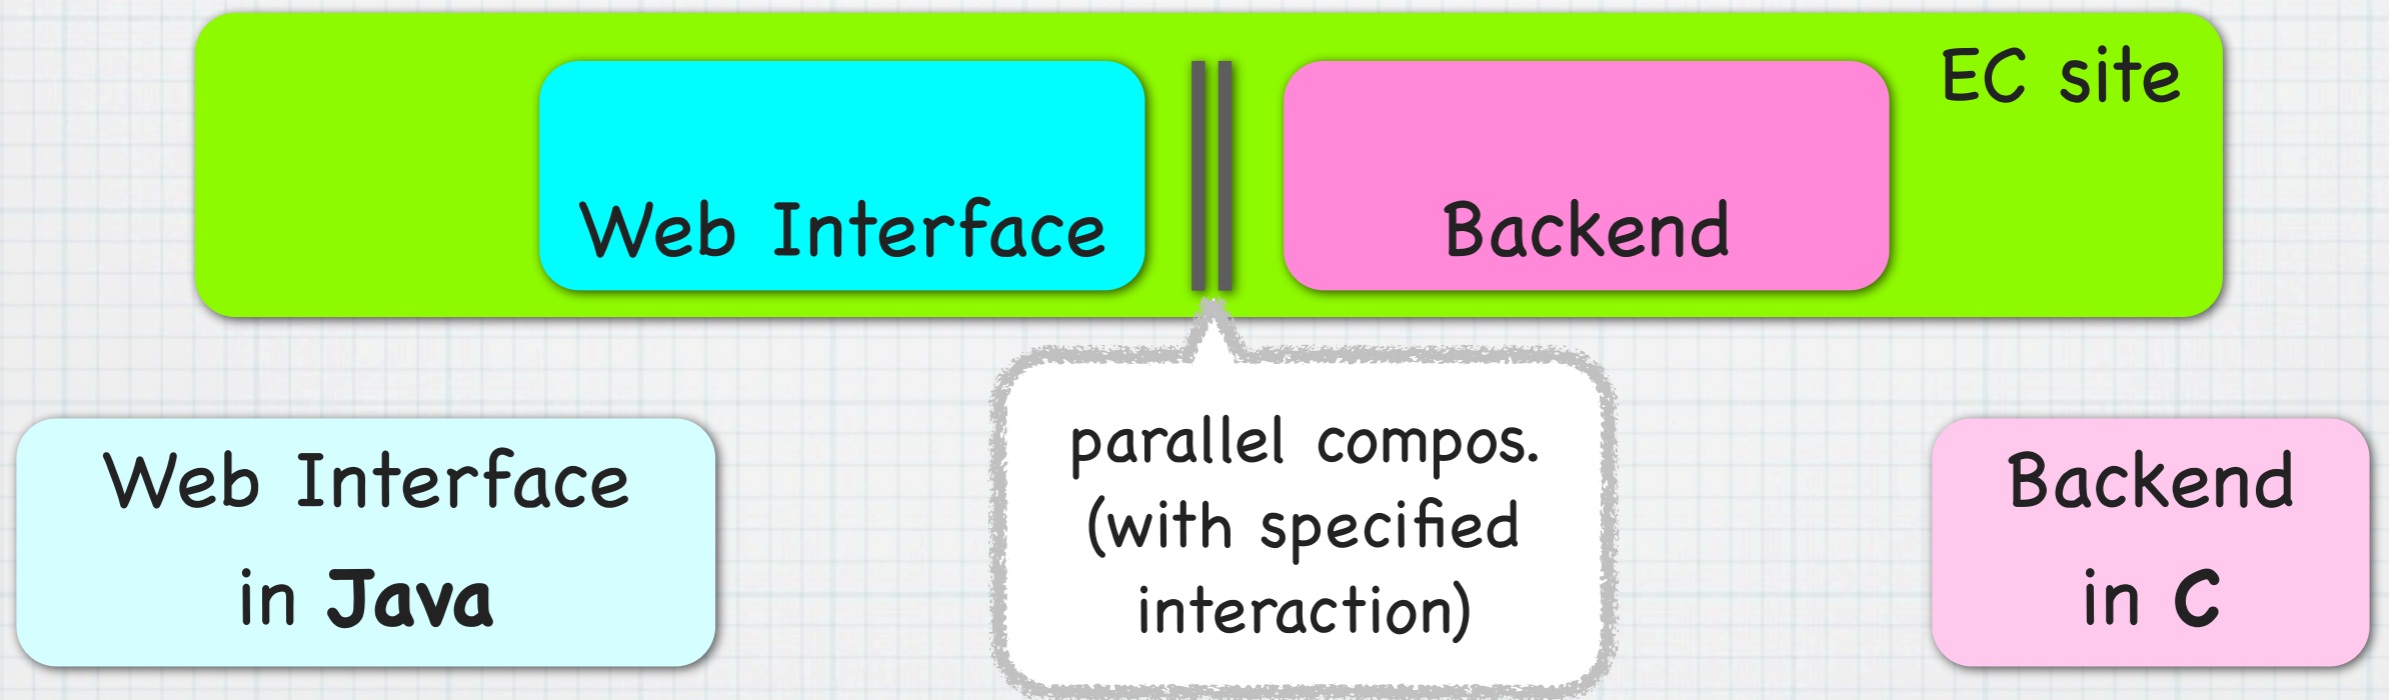 EC site
Web Interface
Backend
Web Interface
in Java
parallel compos.
(with specified
interaction)
Backend
in C